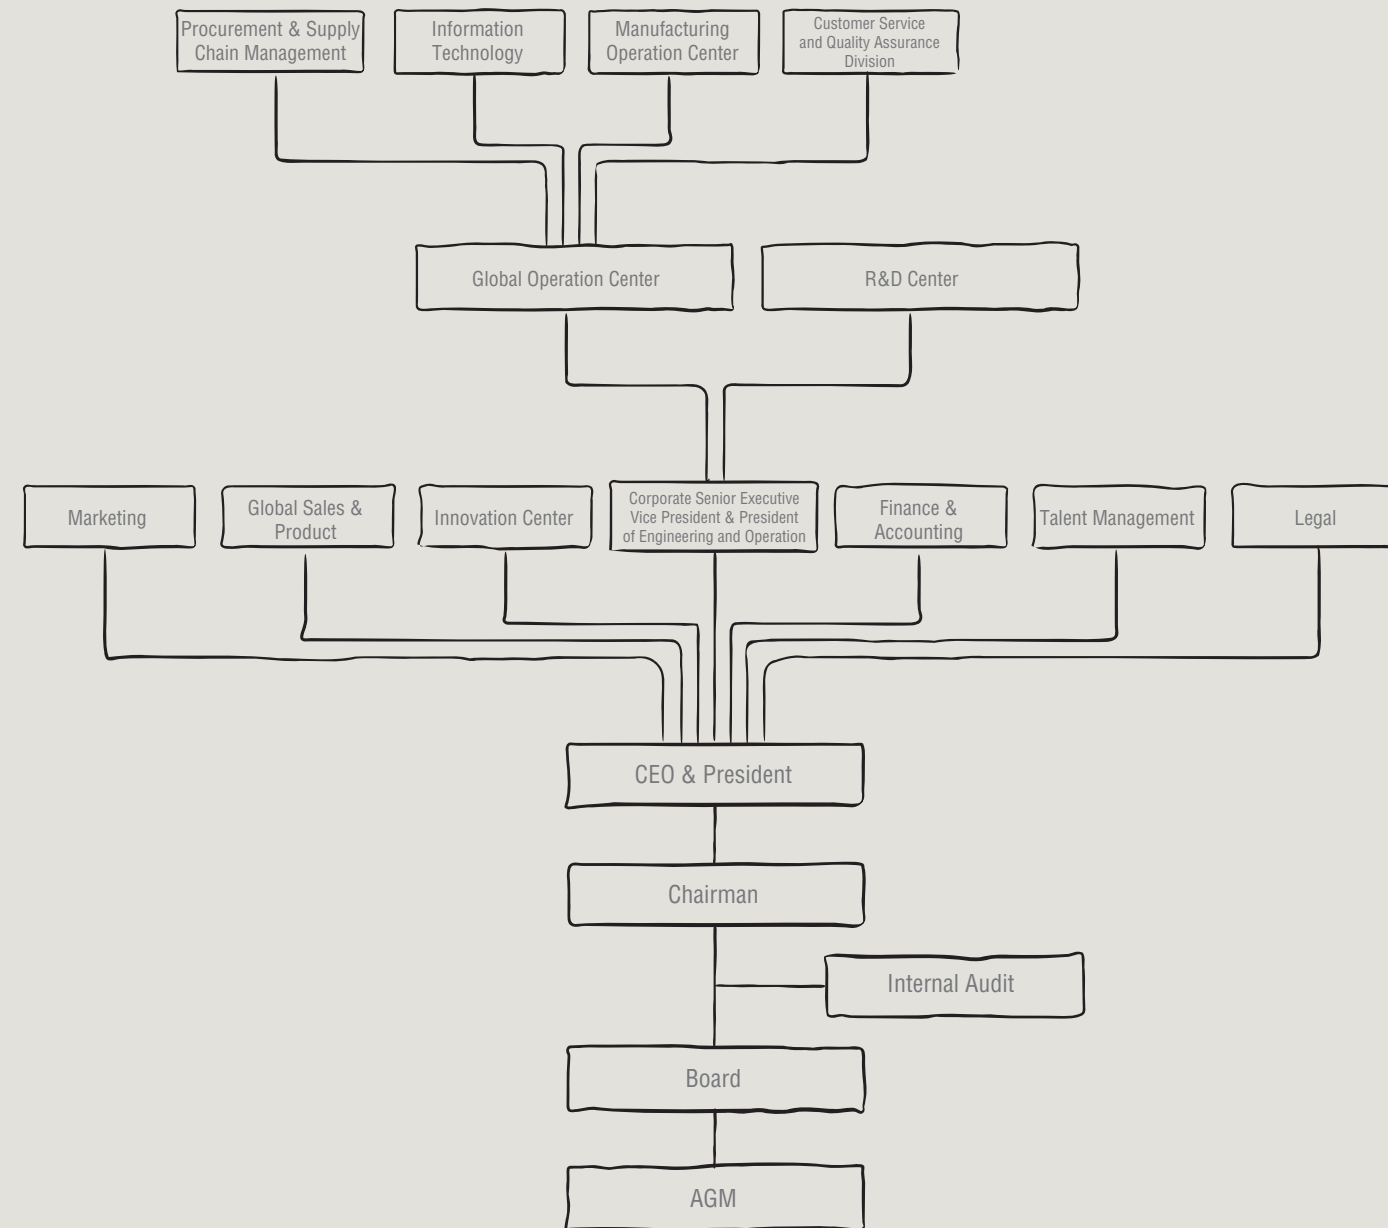 Procurement & Supply
Chain Management
Information
Technology
Manufacturing
Operation Center
Customer Service
and Quality Assurance
Division
Global Operation Center
R&D Center
Marketing
Global Sales &
Product
Innovation Center
Corporate Senior Executive
Vice President & President
of Engineering and Operation
Finance &
Accounting
Talent Management
Legal
CEO & President
Chairman
Internal Audit
Board
AGM